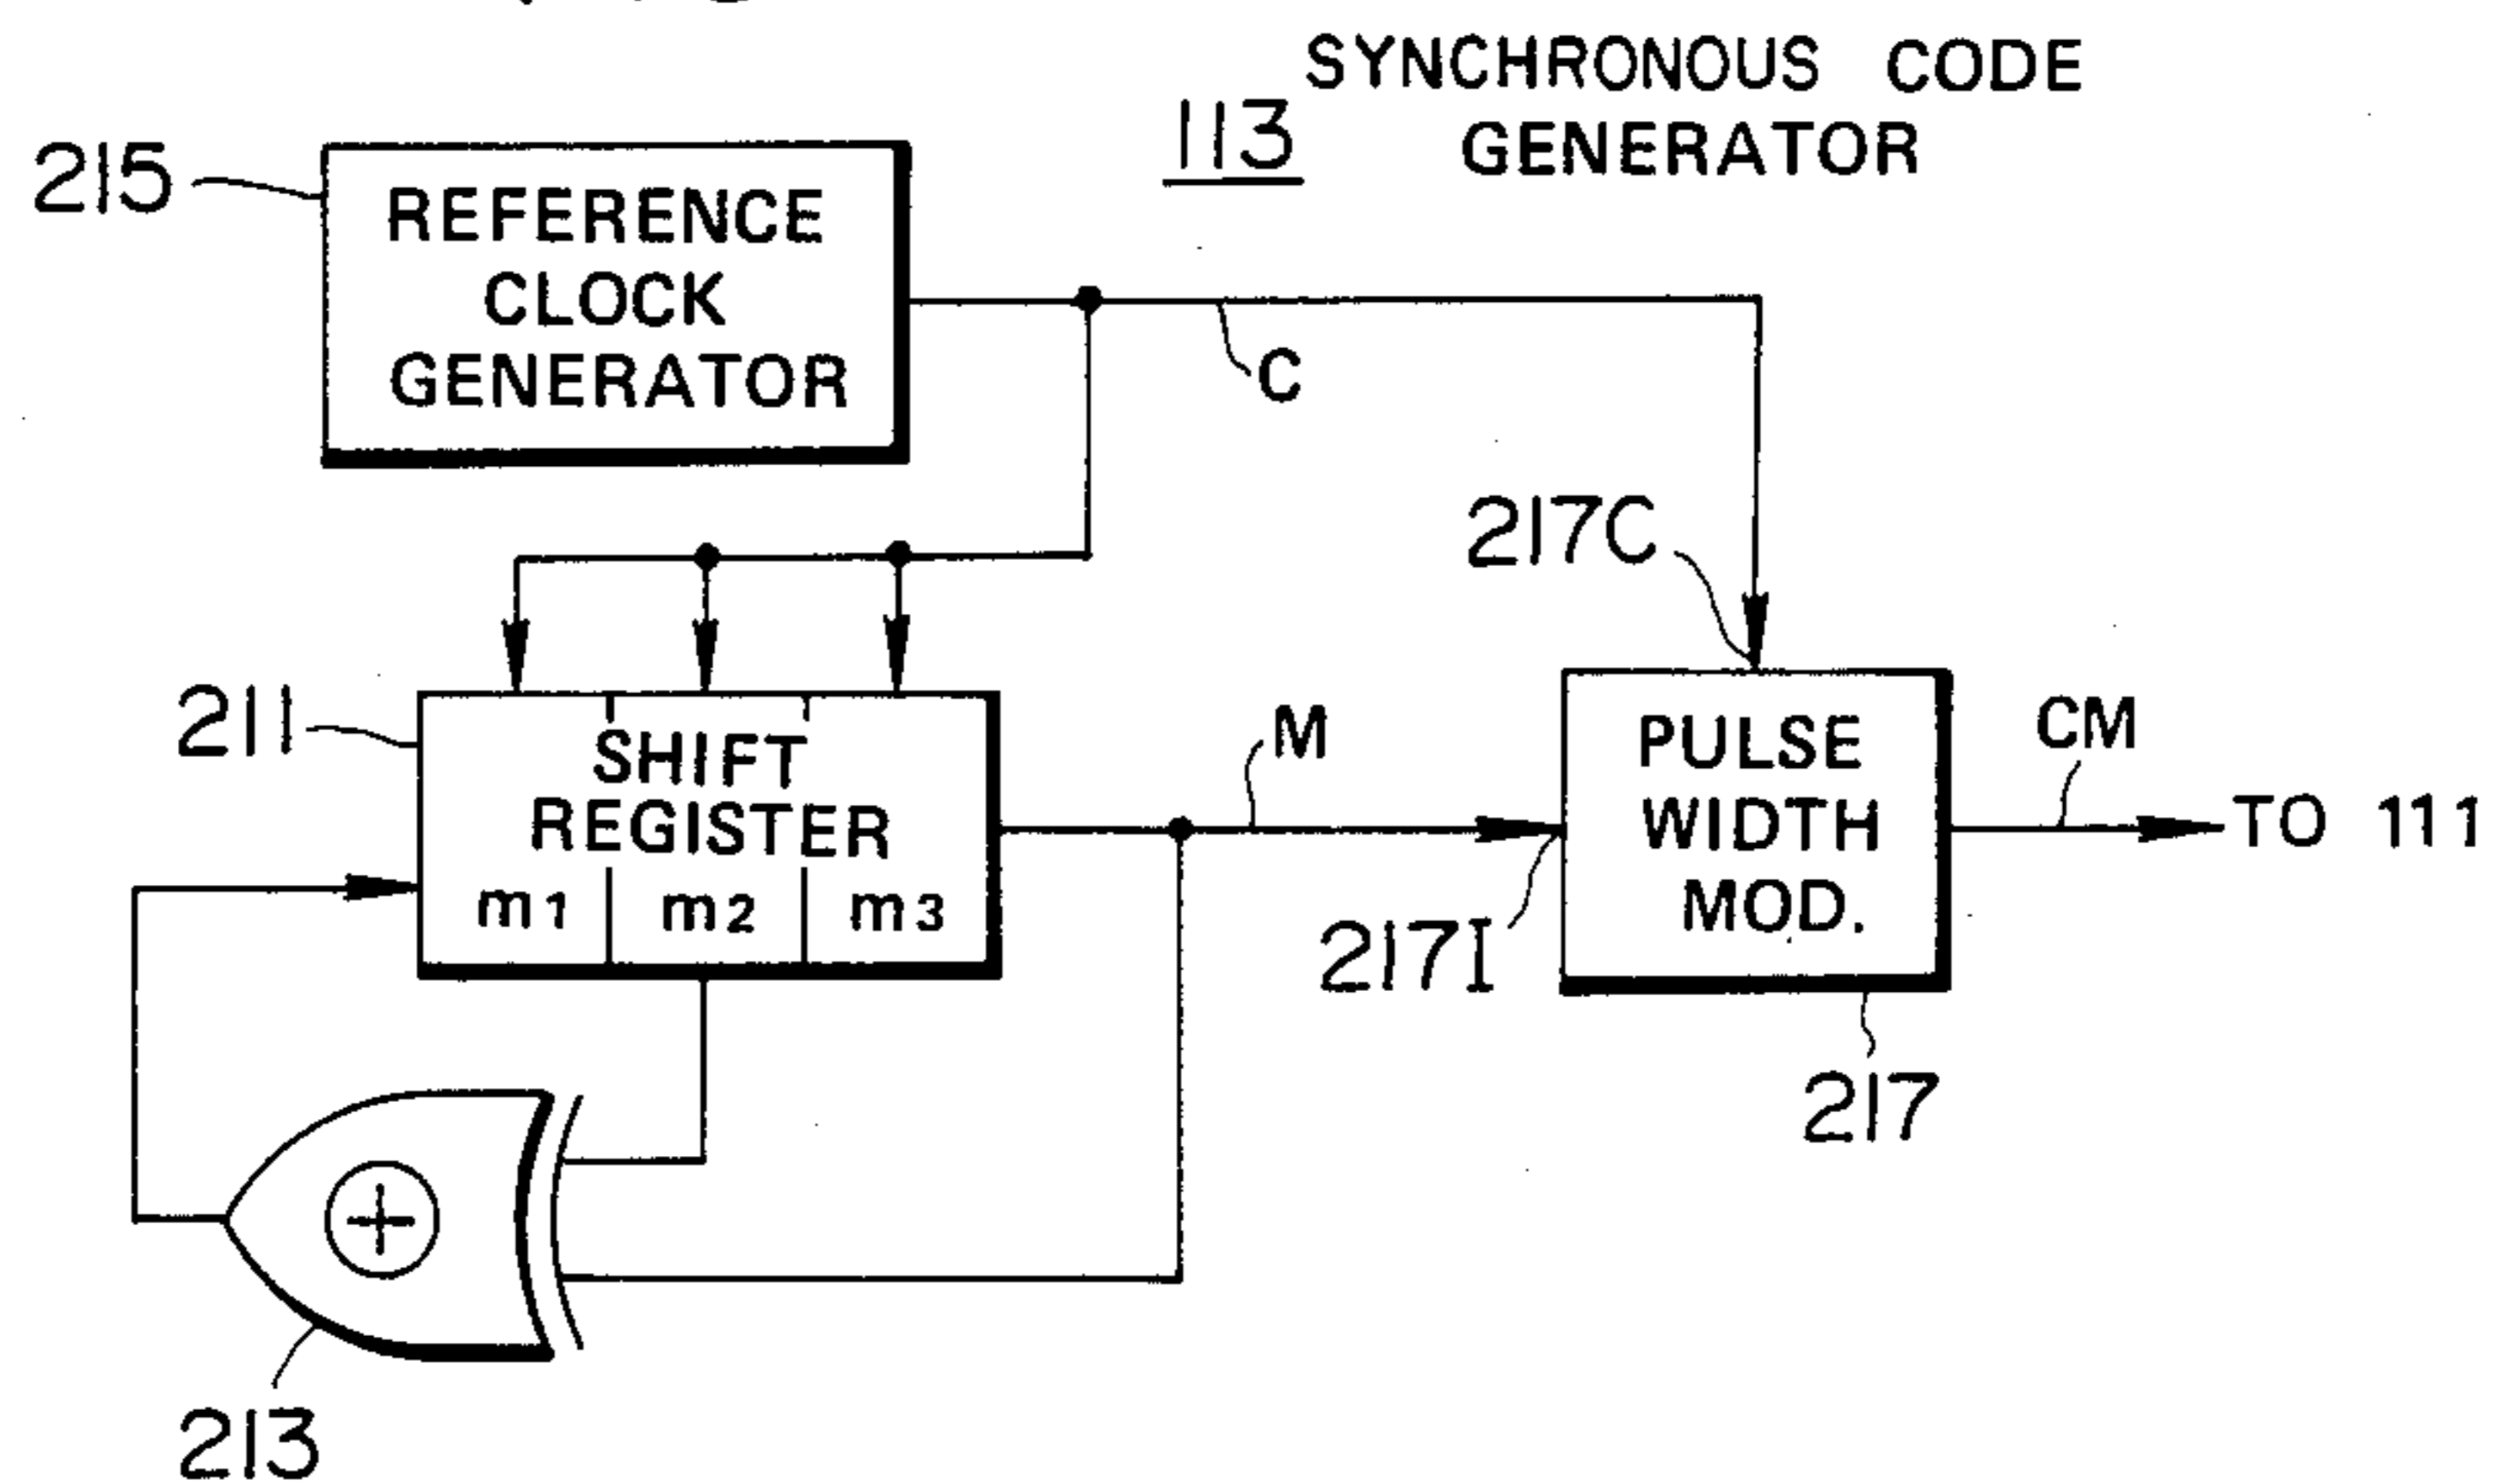 SYNCHRONOUS CODE
GENERATOR
113
215
REFERENCE
CLOCK
GENERATOR
C
217C
211
SHIFT
REGISTER
m1 m2 m3
M
PULSE
WIDTH
MOD.
CM
TO 111
217I
217
213